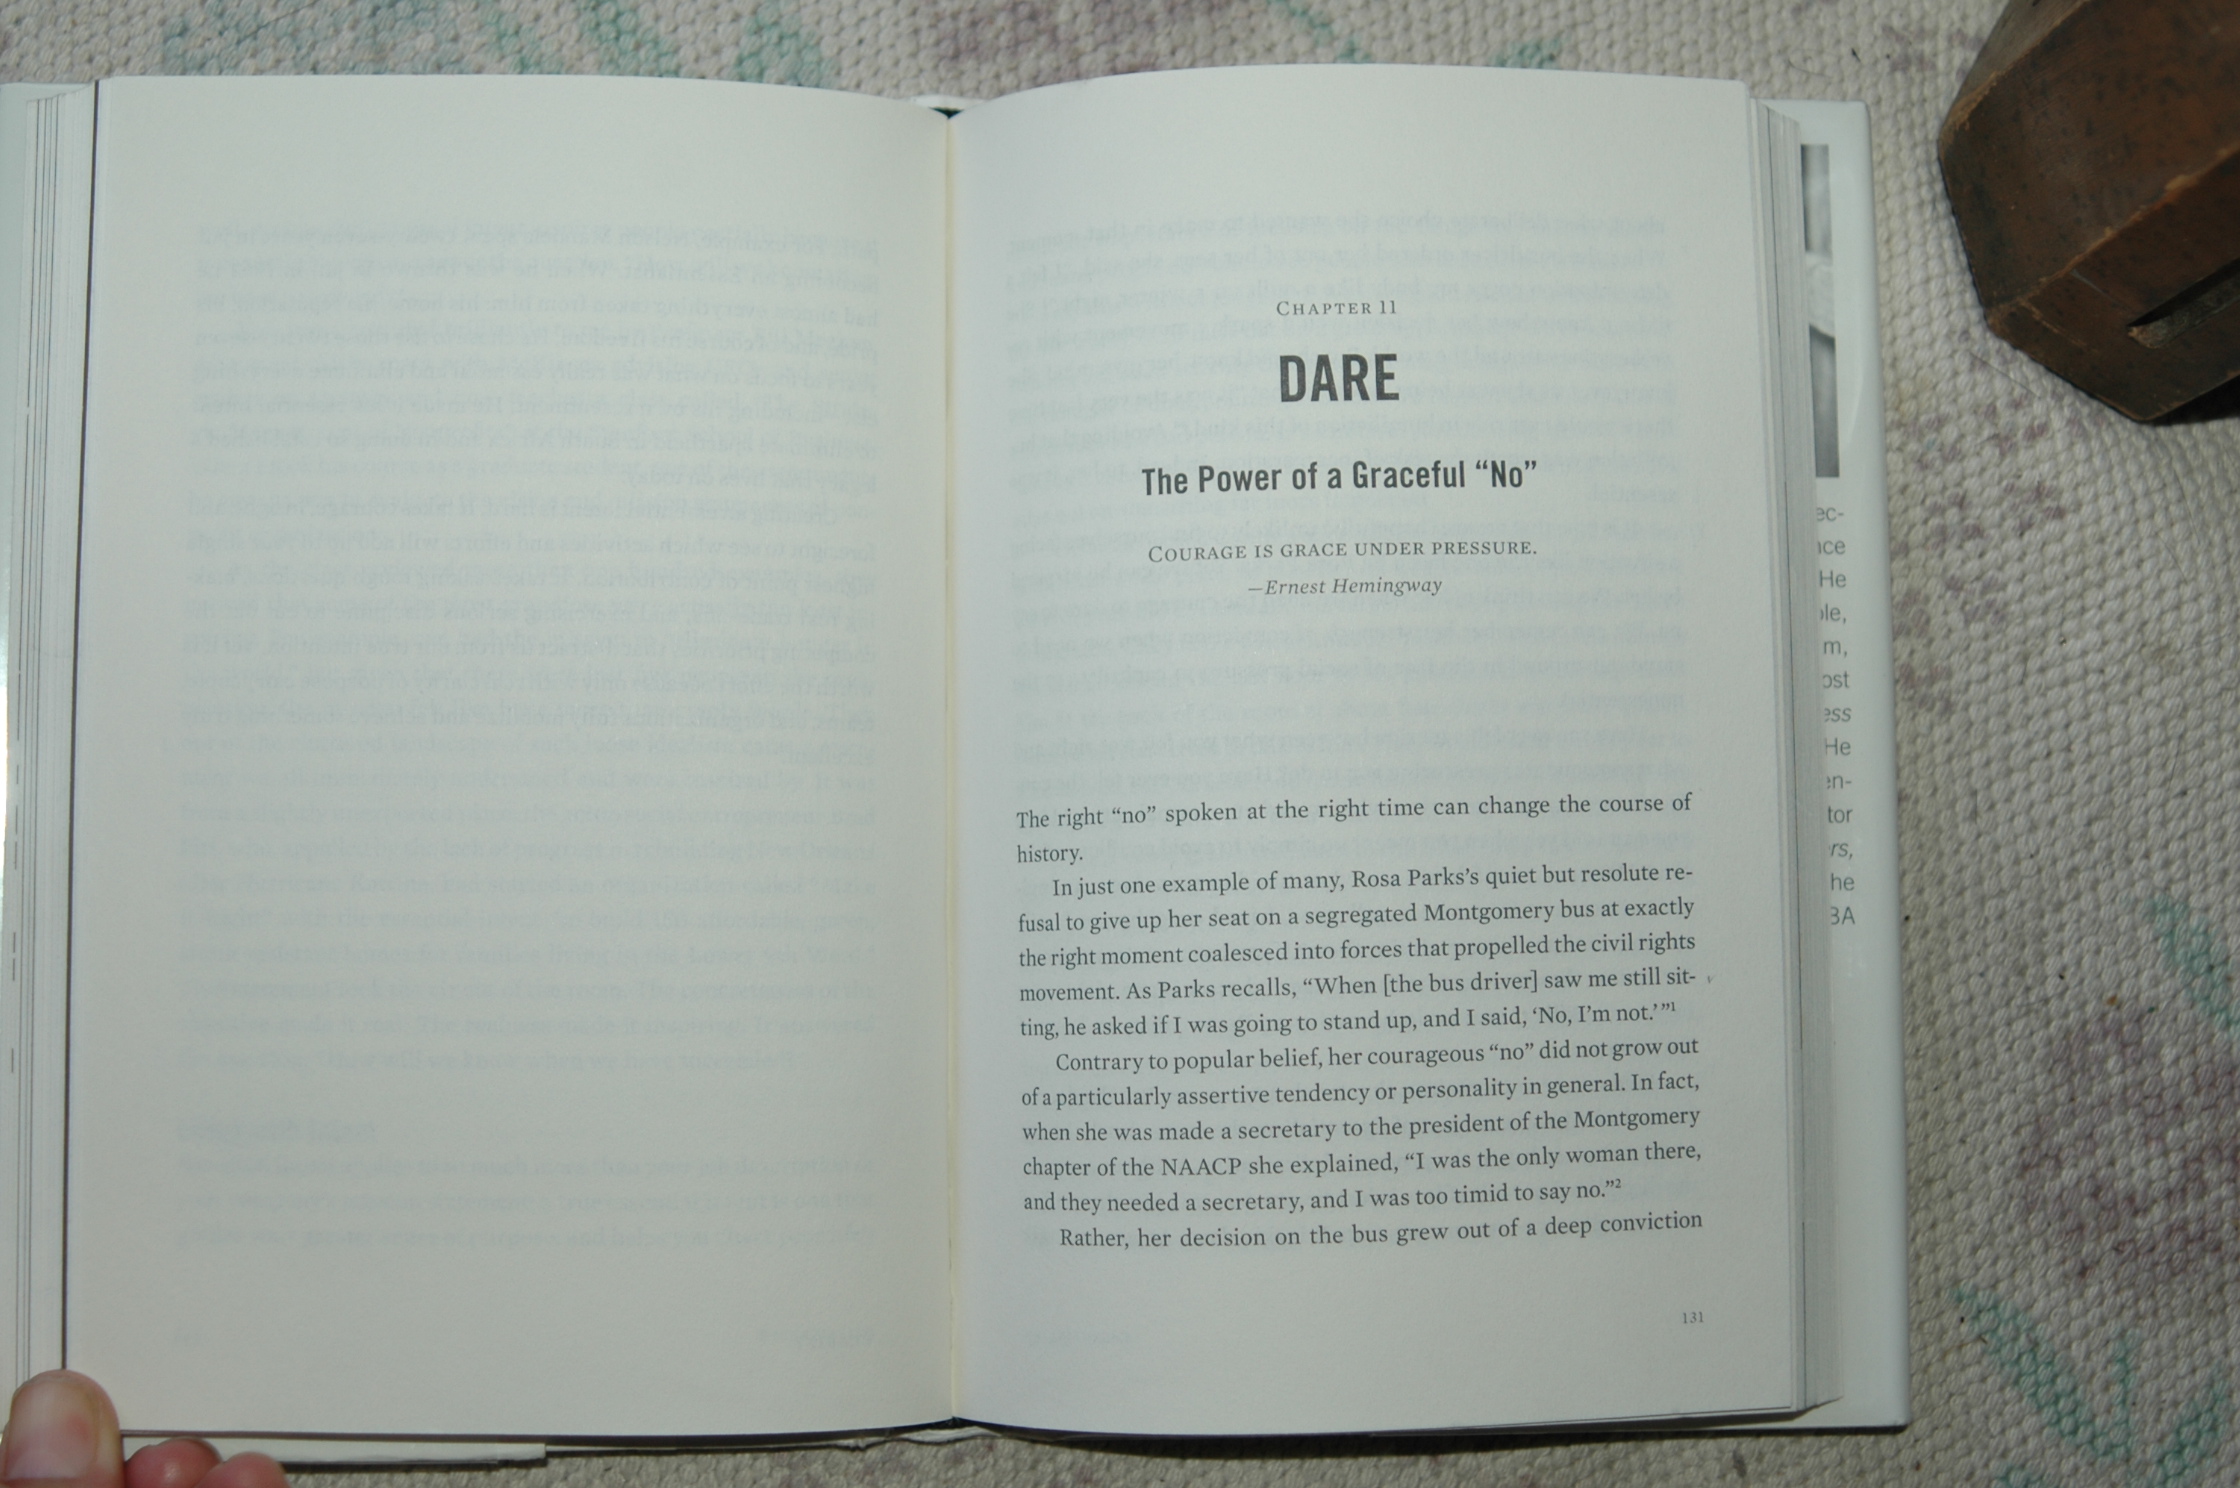 CHAPTER 11
DARE
The Power of a Graceful “No”
COURAGE IS GRACE UNDER PRESSURE.
—Ernest Hemingway
The right “no” spoken at the right time can change the course of
history.
In just one example of many, Rosa Parks’s quiet but resolute re-
fusal to give up her seat on a segregated Montgomery bus at exactly
the right moment coalesced into forces that propelled the civil rights
movement. As Parks recalls, “When [the bus driver] saw me still sit-
ting, he asked if I was going to stand up, and I said, ‘No, I’m not.’”1
Contrary to popular belief, her courageous “no” did not grow out
of a particularly assertive tendency or personality in general. In fact,
when she was made a secretary to the president of the Montgomery
chapter of the NAACP she explained, “I was the only woman there,
and they needed a secretary, and I was too timid to say no.”2
Rather, her decision on the bus grew out of a deep conviction
131
ec-
nce
He
ple,
m,
ost
ess
He
en-
tor
rs,
he
BA